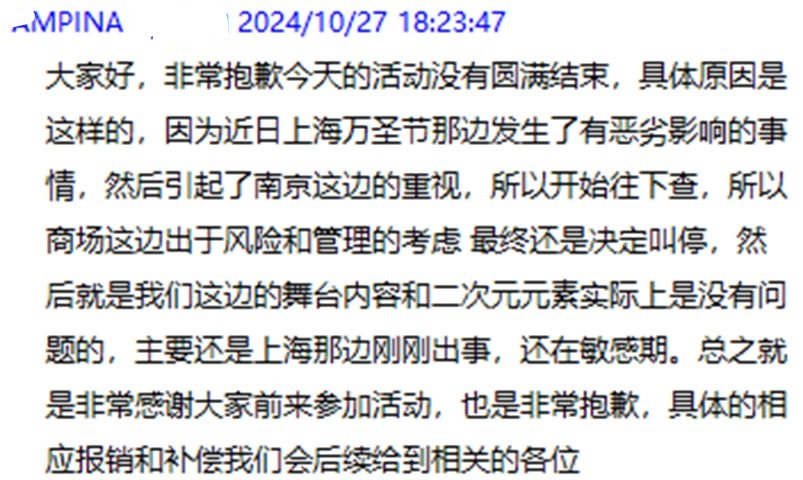 AMPINA 2024/10/27 18:23:47
大家好，非常抱歉今天的活动没有圆满结束，具体原因是
这样的，因为近日上海万圣节那边发生了有恶劣影响的事
情，然后引起了南京这边的重视，所以开始往下查，所以
商场这边出于风险和管理的考虑 最终还是决定叫停，然
后就是我们这边的舞台内容和二次元元素实际上是没有问
题的，主要还是上海那边刚刚出事，还在敏感期。总之就
是非常感谢大家前来参加活动，也是非常抱歉，具体的相
应报销和补偿我们会后续给到相关的各位